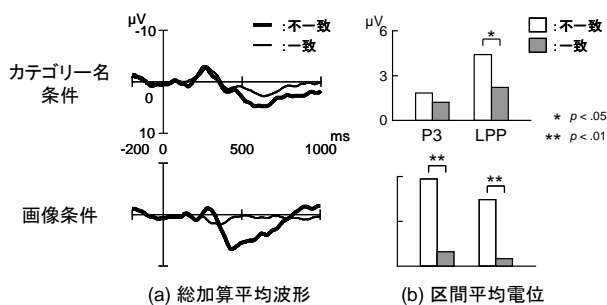 μV
-10
:不一致
:一致
カテゴリー名
条件
0
10
ms
-200
0
500
1000
画像条件
(a) 総加算平均波形
μV
:不一致
:一致
6
*
3
0
P3
LPP
* p < .05
** p < .01
**
**
(b) 区間平均電位